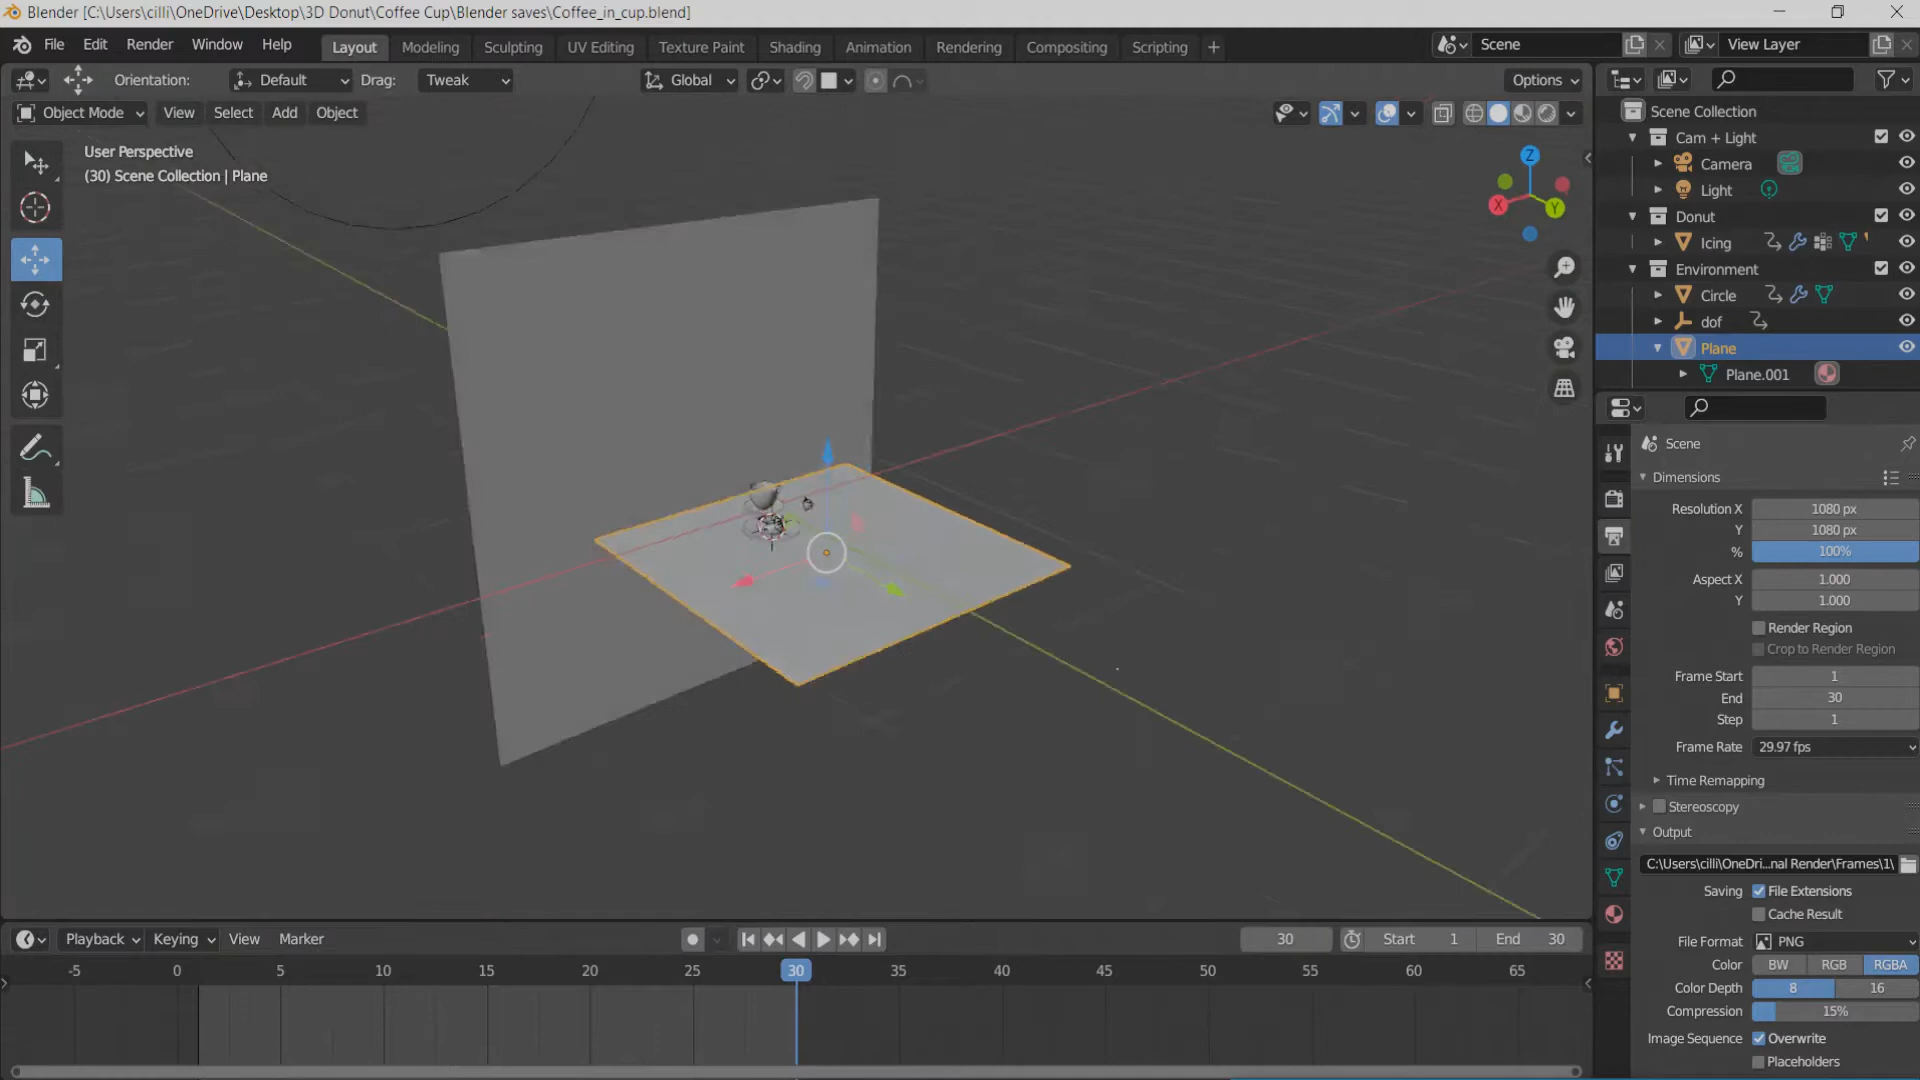 Blender [C:\Users\cilli\OneDrive\Desktop\3D Donut\Coffee Cup\Blender saves\Coffee_in_cup.blend]
File Edit Render Window Help
Layout Modeling Sculpting UV Editing Texture Paint Shading Animation Rendering Compositing Scripting +
Scene
View Layer
Orientation: Default Drag: Tweak
Global
Options
Object Mode View Select Add Object
User Perspective
(30) Scene Collection | Plane
Z
X
Y
Scene Collection
Cam + Light
Camera
Light
Donut
Icing
Environment
Circle
dof
Plane
Plane.001
Scene
Dimensions
Resolution X 1080 px
Y 1080 px
% 100%
Aspect X 1.000
Y 1.000
Render Region
Crop to Render Region
Frame Start 1
End 30
Step 1
Frame Rate 29.97 fps
Time Remapping
Stereoscopy
Output
C:\Users\cilli\OneDri...nal Render\Frames\1\
Saving File Extensions
Cache Result
File Format PNG
Color BW RGB RGBA
Color Depth 8 16
Compression 15%
Image Sequence Overwrite
Placeholders
Playback Keying View Marker
30 Start 1 End 30
-5 0 5 10 15 20 25 30 35 40 45 50 55 60 65